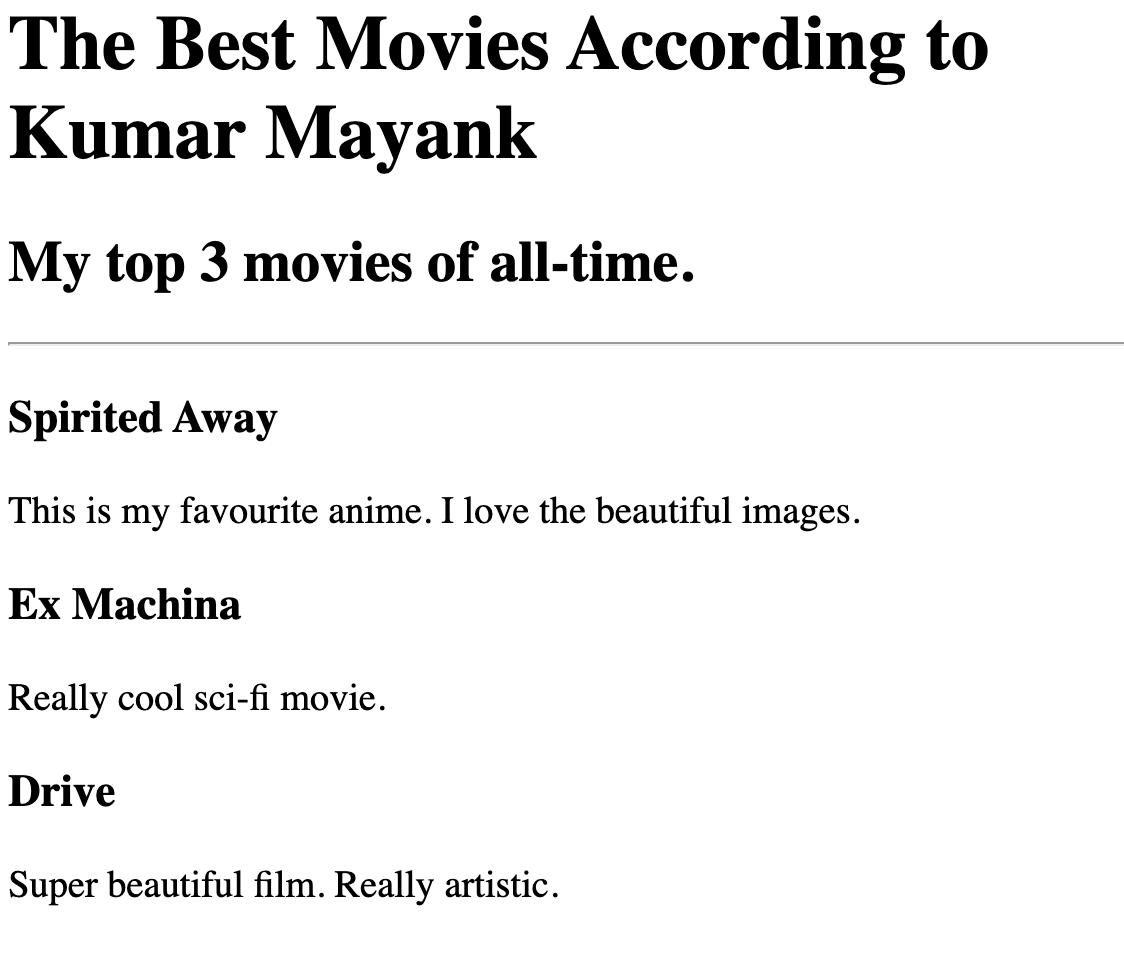 The Best Movies According to
Kumar Mayank
My top 3 movies of all-time.
Spirited Away
This is my favourite anime. I love the beautiful images.
Ex Machina
Really cool sci-fi movie.
Drive
Super beautiful film. Really artistic.